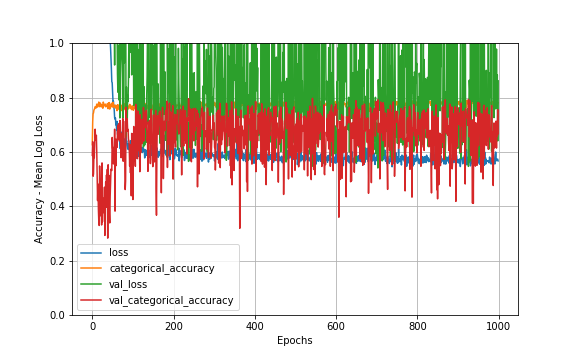 1.0
0.8
0.6
0.4
0.2
0.0
Accuracy - Mean Log Loss
loss
categorical_accuracy
val_loss
val_categorical_accuracy
0 200 400 600 800 1000
Epochs